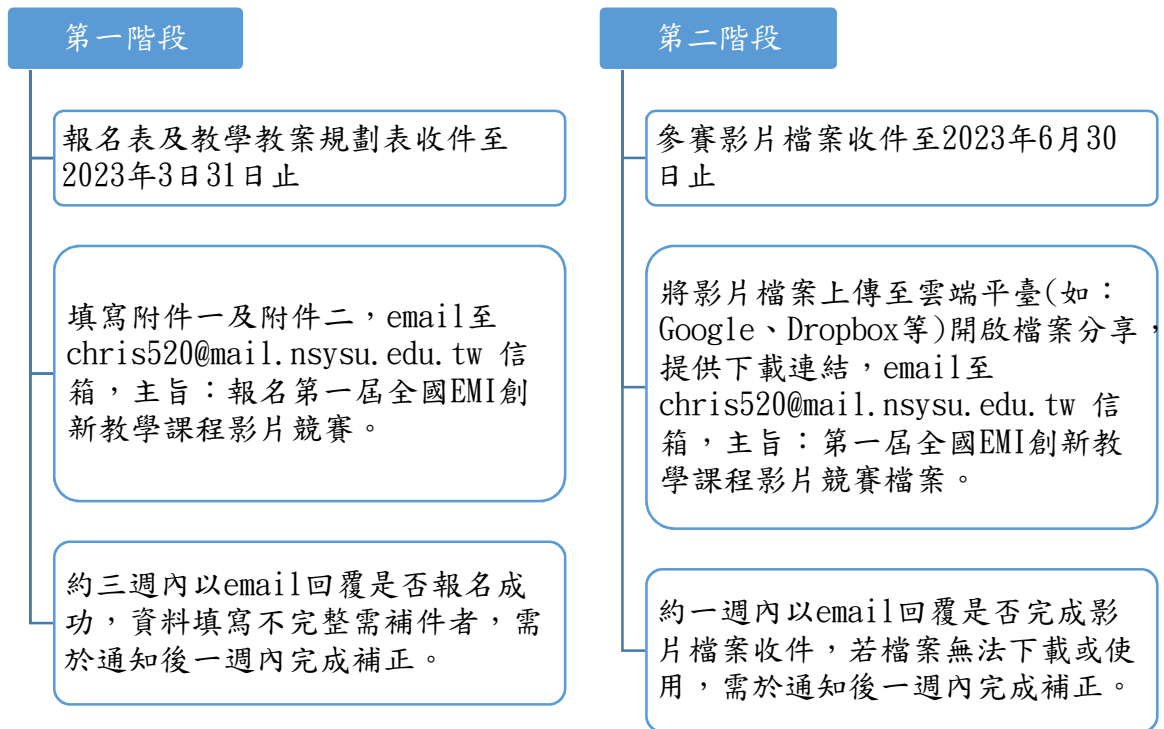 第一階段
報名表及教學教案規劃表收件至
2023年3日31日止
填寫附件一及附件二，email至
chris520@mail.nsysu.edu.tw 信
箱，主旨：報名第一屆全國EMI創
新教學課程影片競賽。
約三週內以email回覆是否報名成
功，資料填寫不完整需補件者，需
於通知後一週內完成補正。
第二階段
參賽影片檔案收件至2023年6月30
日止
將影片檔案上傳至雲端平臺(如：
Google、Dropbox等)開啟檔案分享，
提供下載連結，email至
chris520@mail.nsysu.edu.tw 信
箱，主旨：第一屆全國EMI創新教
學課程影片競賽檔案。
約一週內以email回覆是否完成影
片檔案收件，若檔案無法下載或使
用，需於通知後一週內完成補正。